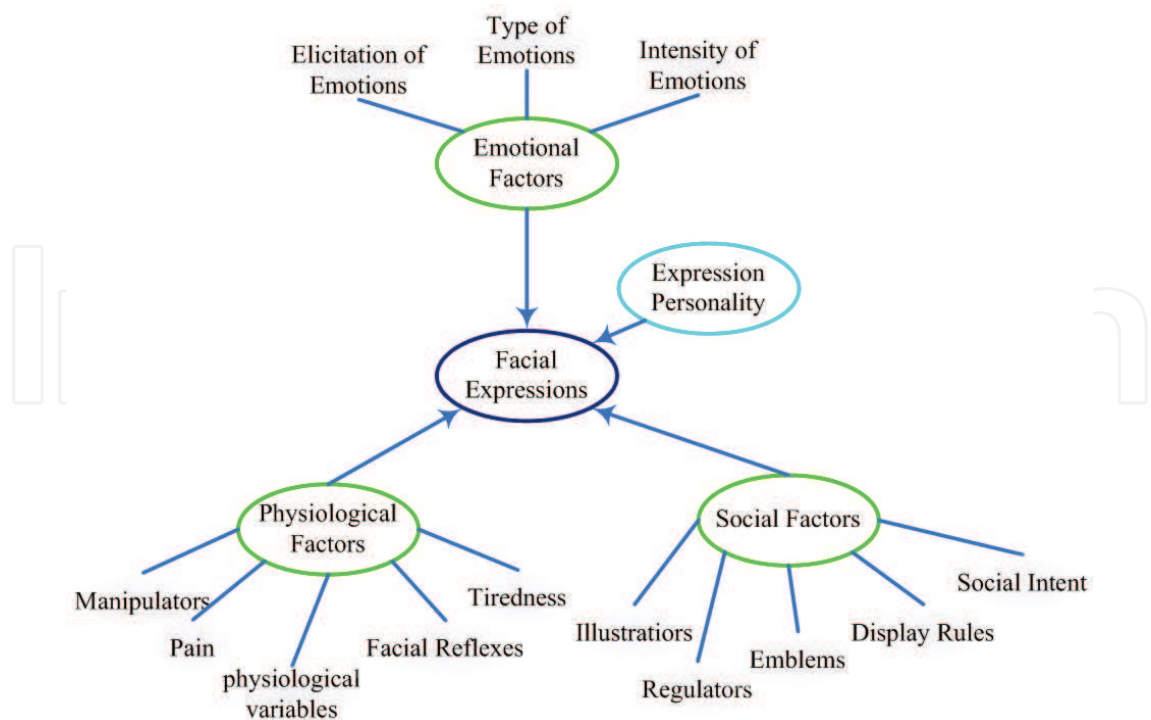 Type of
Emotions
Elicitation of
Emotions
Intensity of
Emotions
Emotional
Factors
Expression
Personality
Facial
Expressions
Physiological
Factors
Social Factors
Manipulators
Pain
physiological
variables
Facial Reflexes
Tiredness
Illustratiors
Regulators
Emblems
Display Rules
Social Intent